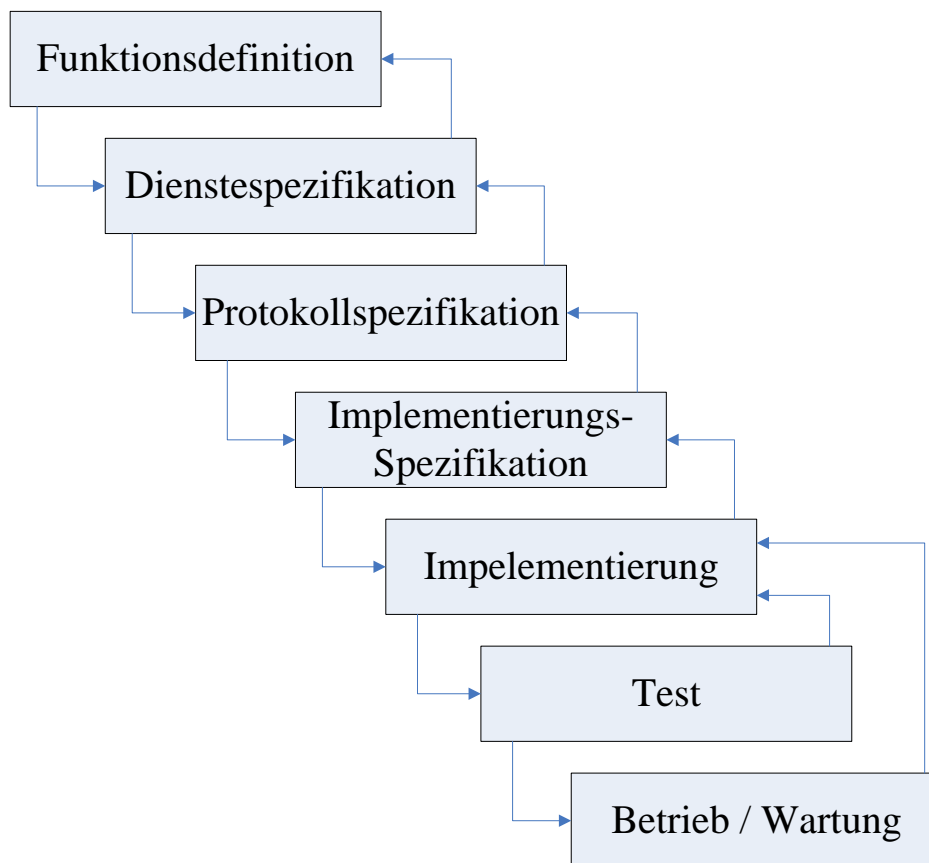 Funktionsdefinition
Dienstespezifikation
Protokollspezifikation
Implementierungs-
Spezifikation
Impelementierung
Test
Betrieb / Wartung